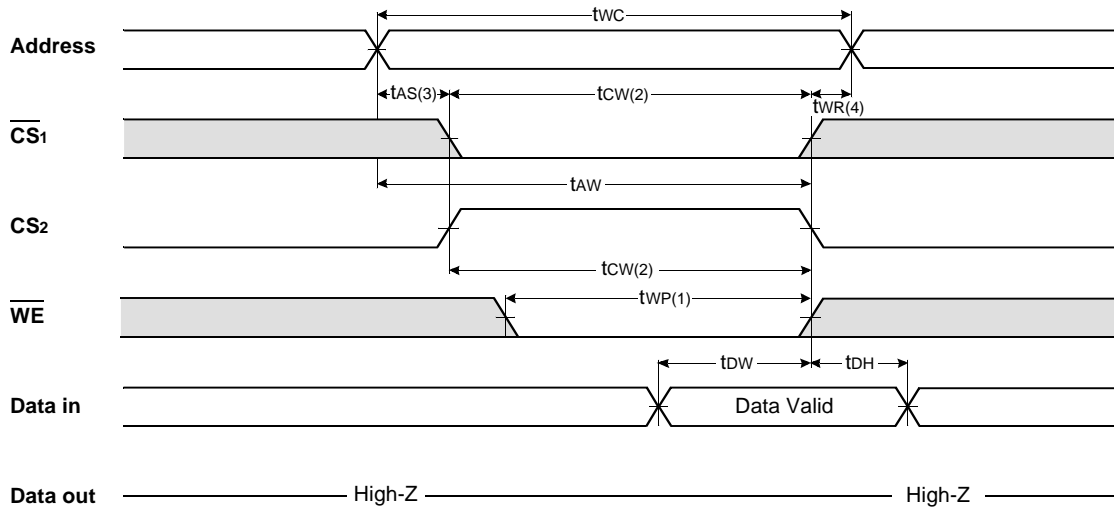 tWC
Address
tAS(3) tCW(2) tWR(4)
CS1
tAW
CS2
tCW(2)
WE
tWP(1)
tDW tDH
Data in Data Valid
Data out High-Z High-Z